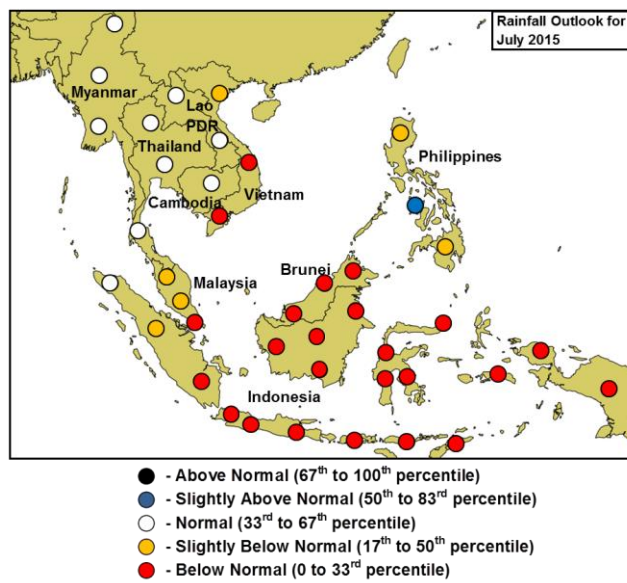 Rainfall Outlook for
July 2015
Myanmar
Lao
PDR
Thailand
Philippines
Cambodia
Vietnam
Malaysia
Brunei
Indonesia
- Above Normal (67th to 100th percentile)
- Slightly Above Normal (50th to 83rd percentile)
- Normal (33rd to 67th percentile)
- Slightly Below Normal (17th to 50th percentile)
- Below Normal (0 to 33rd percentile)